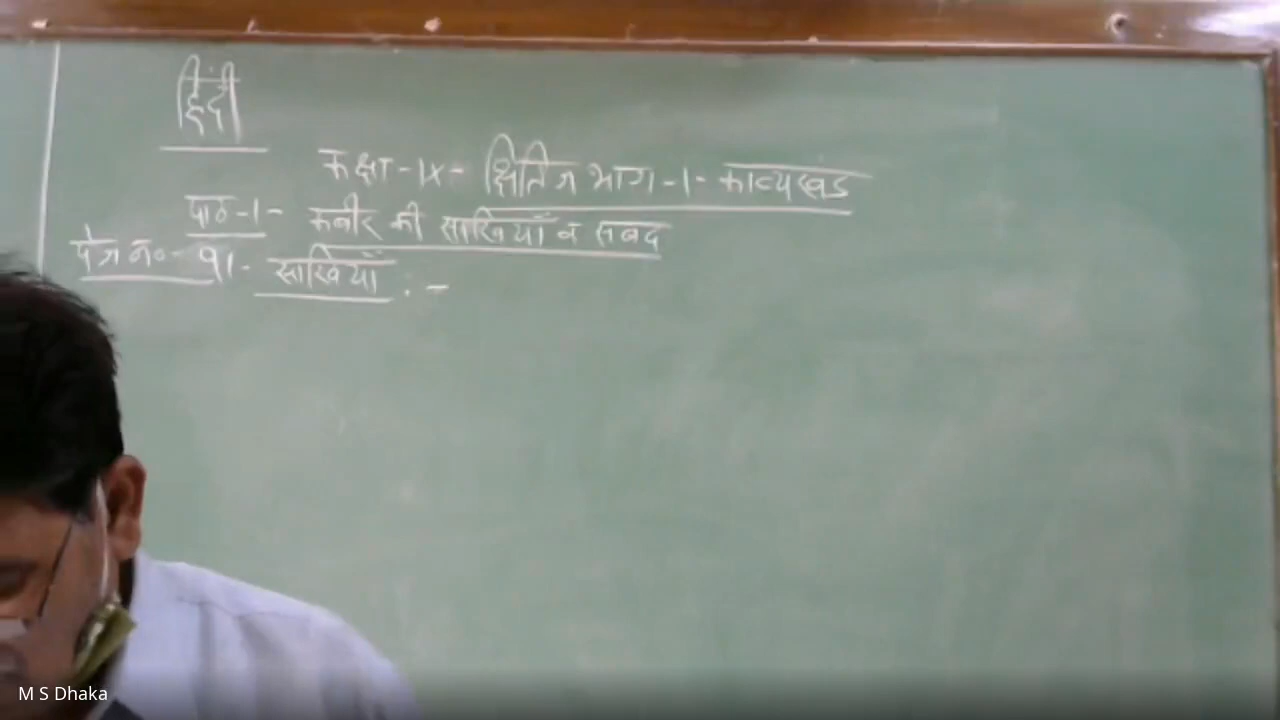 हिंदी
कक्षा-IX- क्षितिज भाग-1- काव्यखंड
पाठ-1- कबीर की साखियाँ व सबद
पेज नं०- 91- साखियाँ :-
M S Dhaka